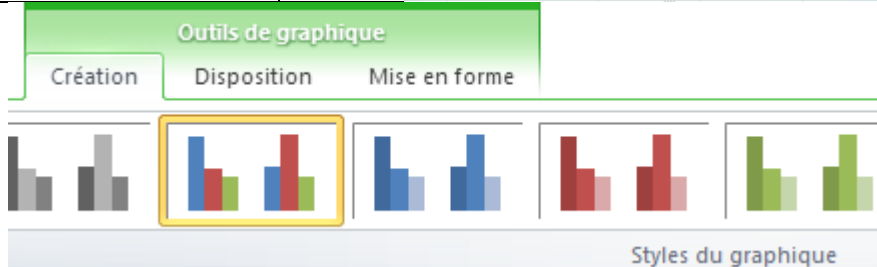 Outils de graphique
Création Disposition Mise en forme
Styles du graphique